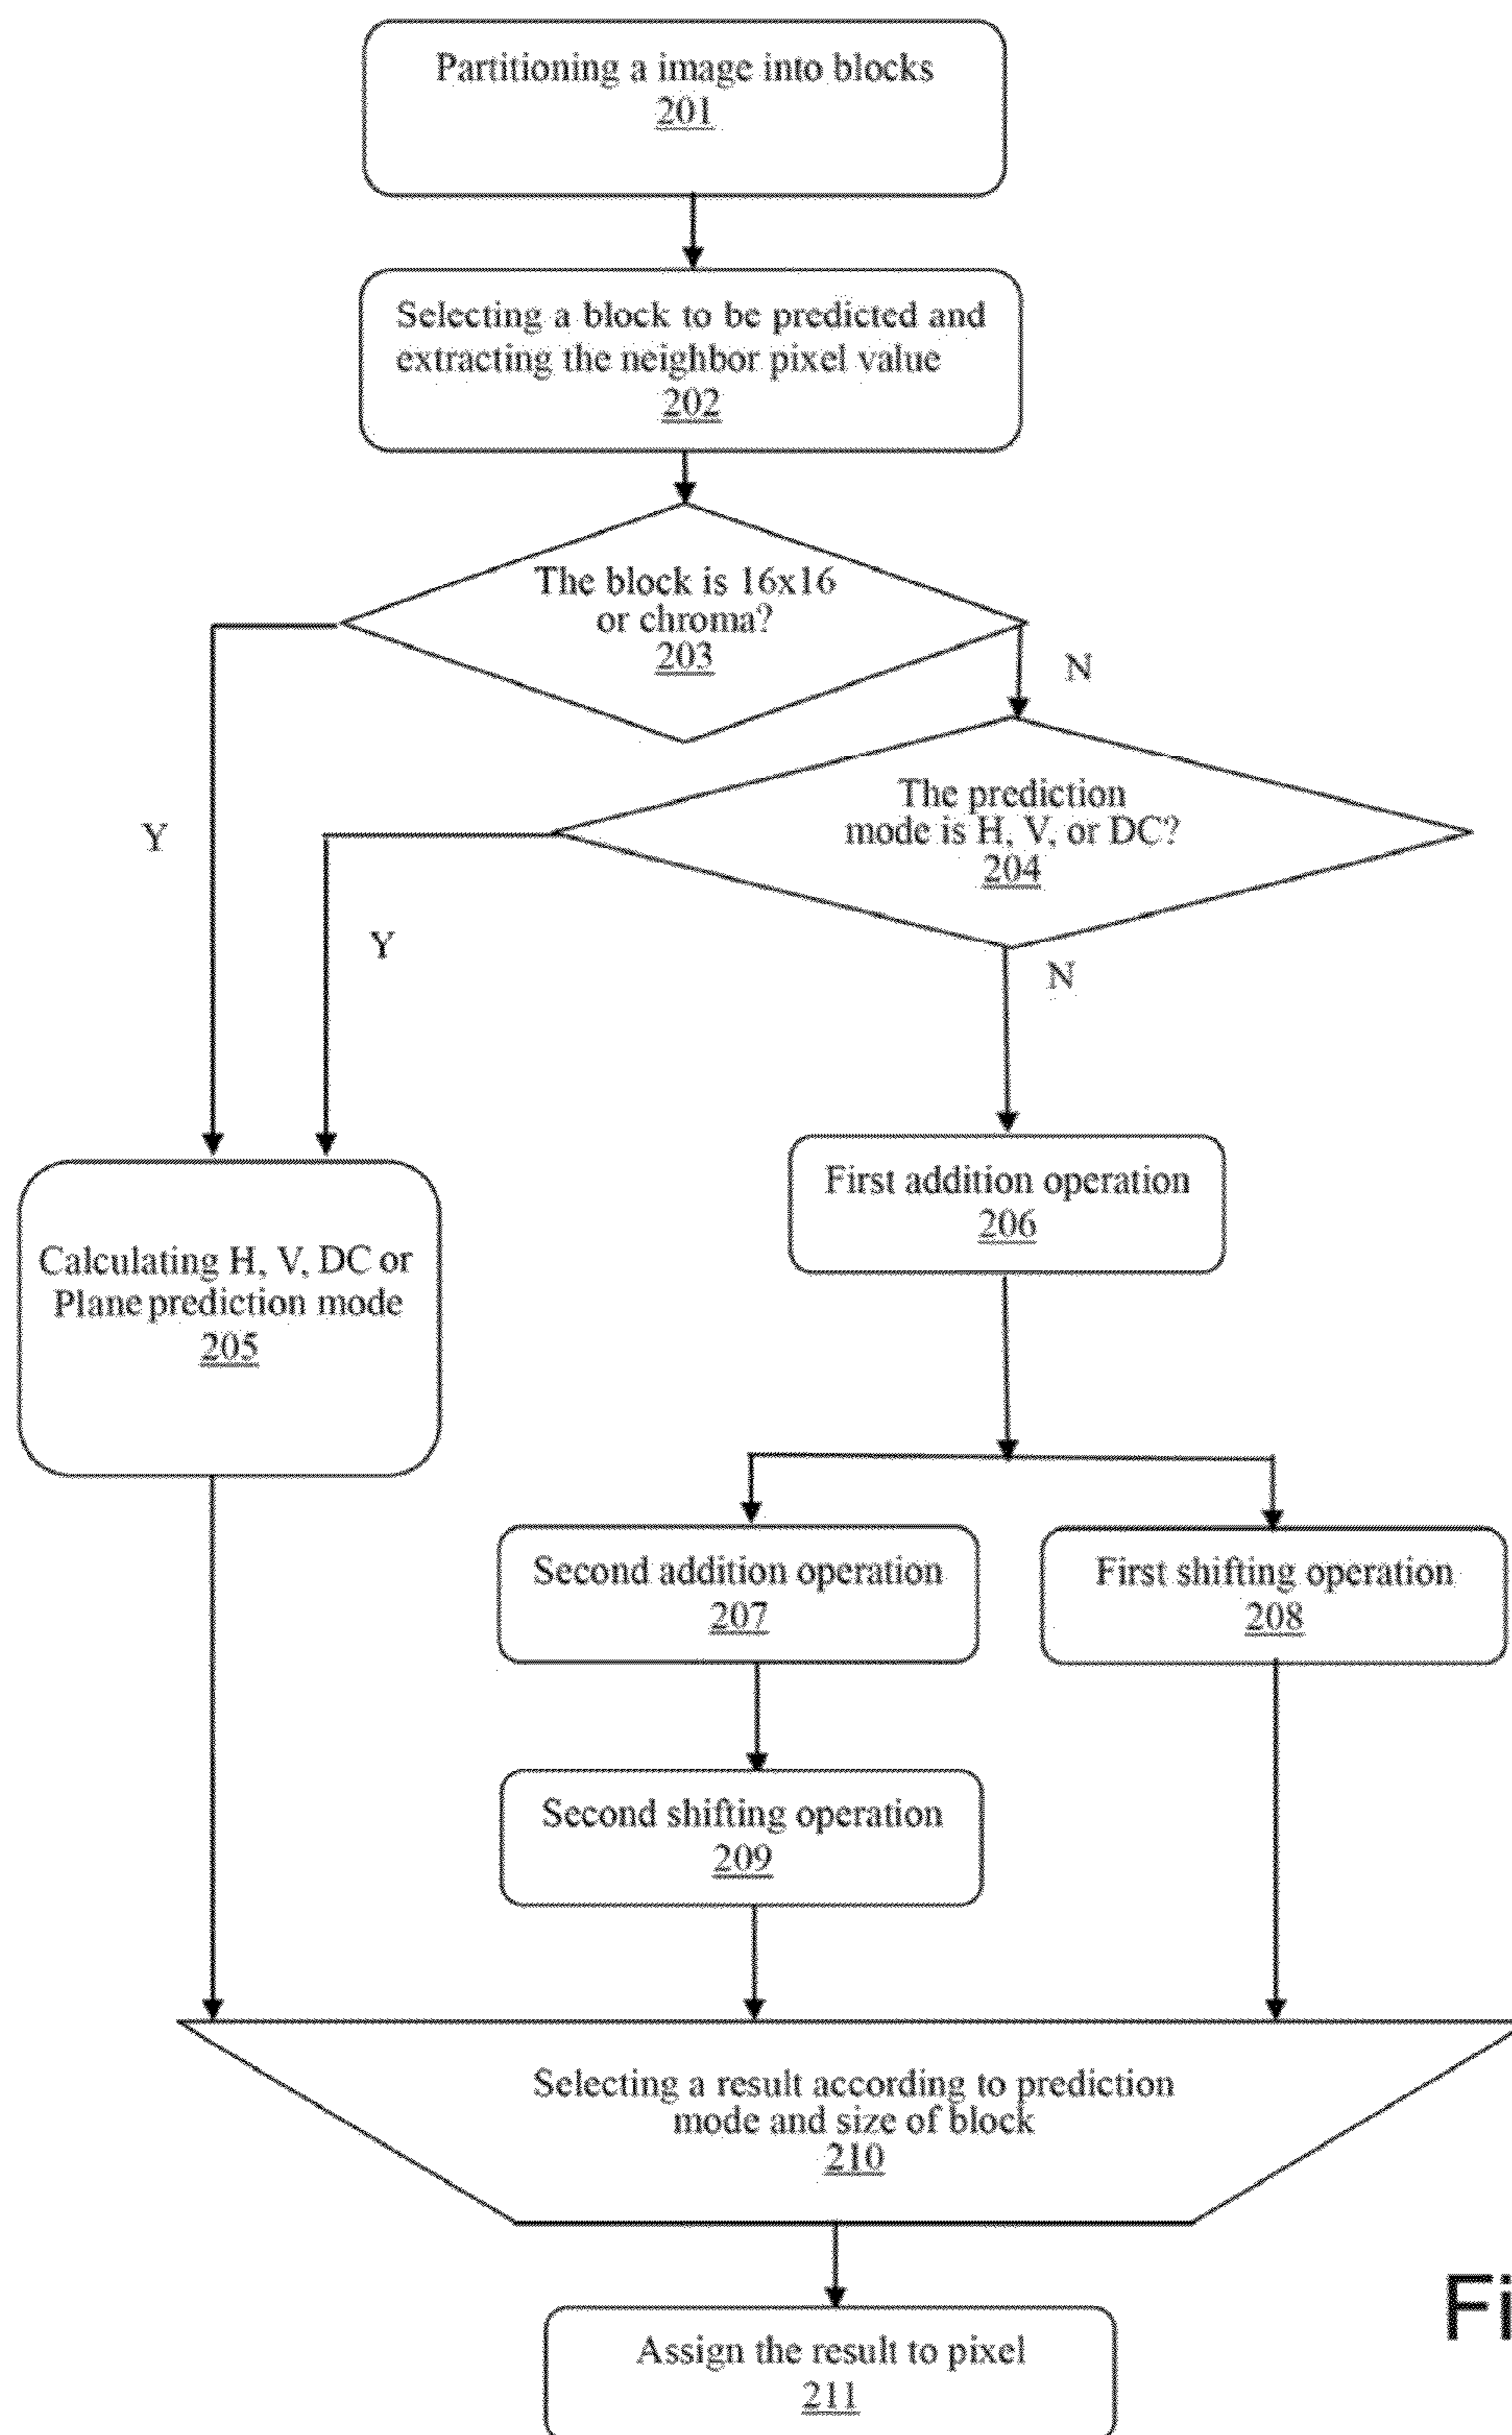 Partitioning a image into blocks
201
Selecting a block to be predicted and
extracting the neighbor pixel value
202
The block is 16x16
or chroma?
203
N
The prediction
mode is H, V, or DC?
204
Y
Y
N
First addition operation
206
Calculating H, V, DC or
Plane prediction mode
205
Second addition operation
207
First shifting operation
208
Second shifting operation
209
Selecting a result according to prediction
mode and size of block
210
Fi
Assign the result to pixel
211